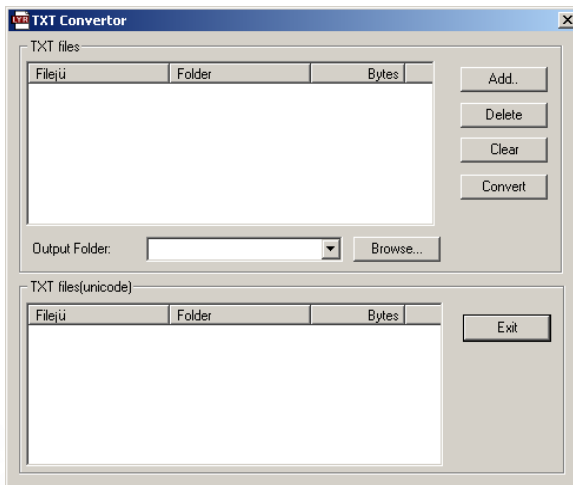 LYR TXT Convertor
TXT files
Filejü Folder Bytes
Add..
Delete
Clear
Convert
Output Folder: Browse...
TXT files(unicode)
Filejü Folder Bytes
Exit